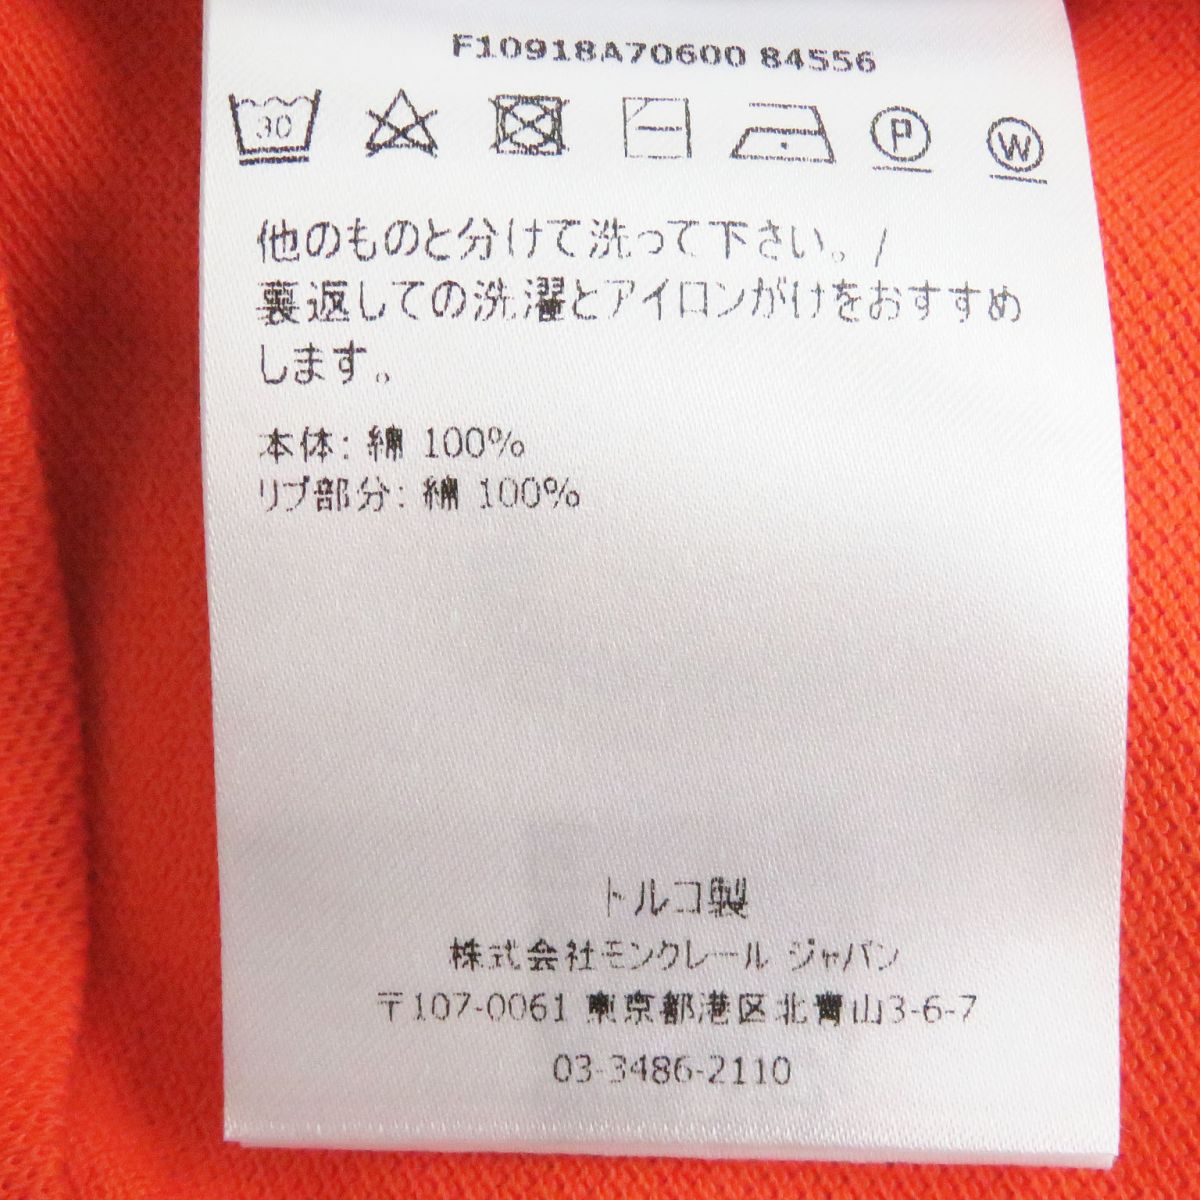 F10918A70600 84556
30 P W
他のものと分けて洗って下さい。/
裏返しての洗濯とアイロンがけをおすすめ
します。
本体: 綿 100%
リブ部分: 綿 100%
トルコ製
株式会社モンクレール ジャパン
〒107-0061 東京都港区北青山3-6-7
03-3486-2110